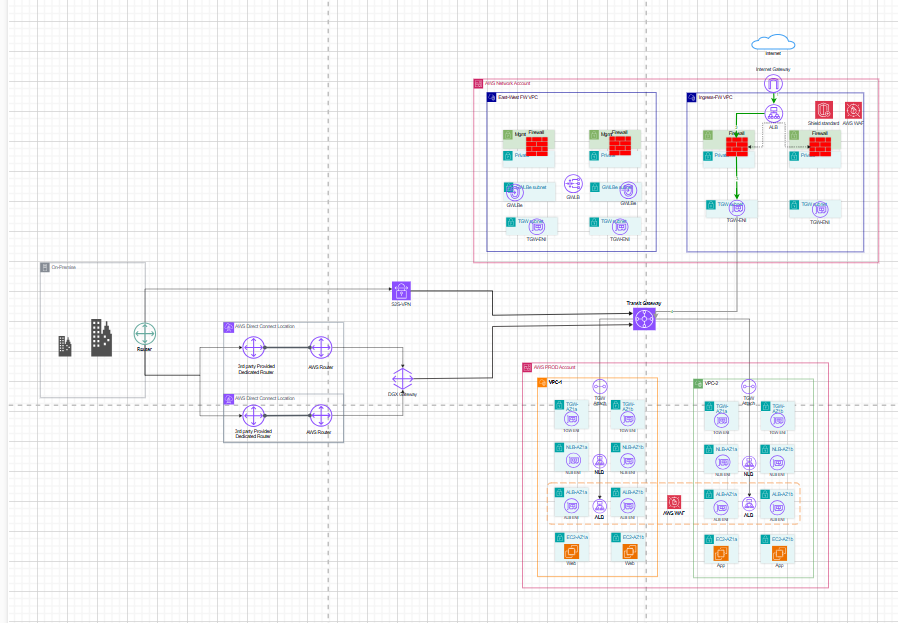 Internet
Internet Gateway
AWS Network Account
East-West FW VPC
Ingress-FW VPC
ALB
Shield standard
AWS WAF
Mgmt
Firewall
Mgmt
Firewall
Firewall
Firewall
Private
Private
Private
Private
GWLBe subnet
GWLBe subnet
GWLBe
GWLB
GWLBe
TGW subnet
TGW subnet
TGW subnet
TGW subnet
TGW-ENI
TGW-ENI
TGW-ENI
TGW-ENI
On-Premise
Router
S2S-VPN
Transit Gateway
AWS Direct Connect Location
3rd party Provided
Dedicated Router
AWS Router
DGX Gateway
AWS Direct Connect Location
3rd party Provided
Dedicated Router
AWS Router
AWS PROD Account
VPC-1
VPC-2
TGW
Attach
TGW
Attach
TGW-
AZ1a
TGW-
AZ1b
TGW-
AZ1a
TGW-
AZ1b
TGW-ENI
TGW-ENI
TGW-ENI
TGW-ENI
NLB-AZ1a
NLB-AZ1b
NLB-AZ1a
NLB-AZ1b
NLB
NLB
NLB-ENI
NLB-ENI
NLB-ENI
NLB-ENI
ALB-AZ1a
ALB-AZ1b
ALB-AZ1a
ALB-AZ1b
ALB
AWS WAF
ALB
NLB-ENI
ALB-ENI
NLB-ENI
ALB-ENI
EC2-AZ1a
EC2-AZ1b
EC2-AZ1a
EC2-AZ1b
Web
Web
App
App